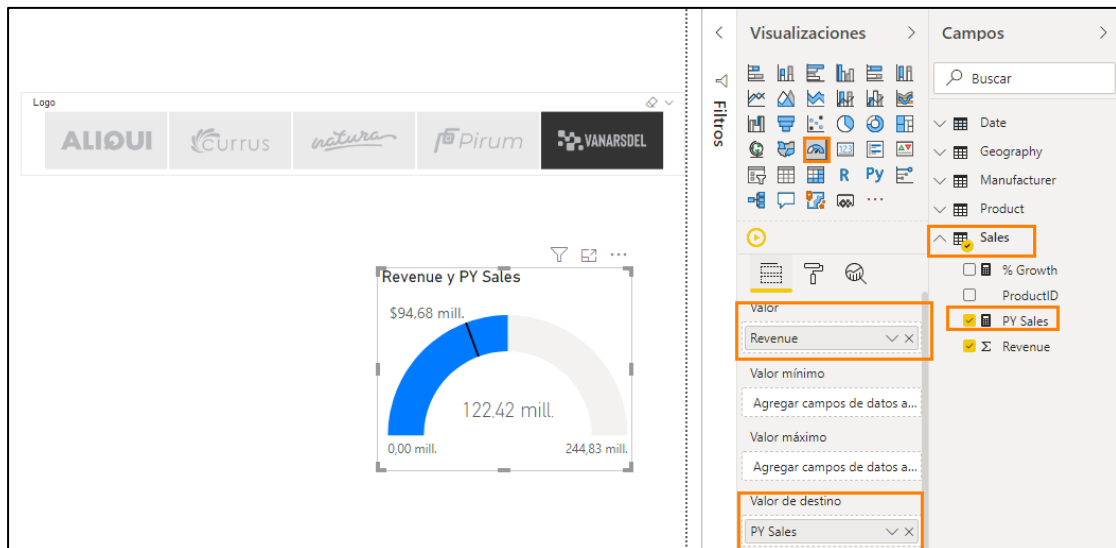 Logo
ALIQUI
Currus
natura
Pirum
VANARSDEL
Revenue y PY Sales
$94,68 mill.
122,42 mill.
0,00 mill.
244,83 mill.
Filtros
Visualizaciones
123
R
Py
Valor
Revenue
Valor mínimo
Agregar campos de datos a...
Valor máximo
Agregar campos de datos a...
Valor de destino
PY Sales
Campos
Buscar
Date
Geography
Manufacturer
Product
Sales
% Growth
ProductID
PY Sales
Σ Revenue